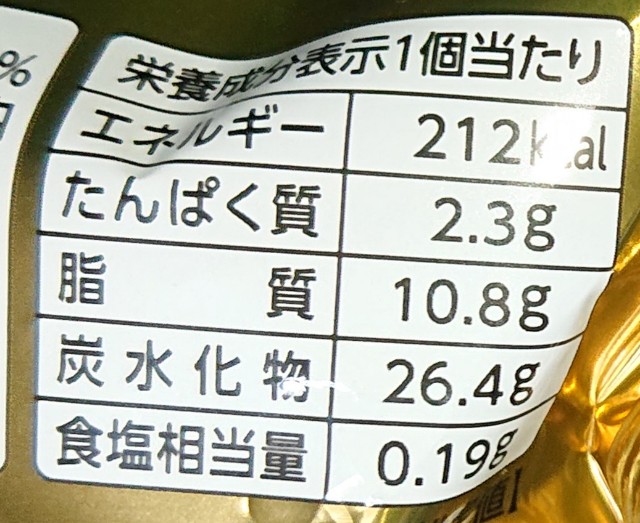 %
栄養成分表示1個当たり
エネルギー 212kcal
たんぱく質 2.3g
脂質 10.8g
炭水化物 26.4g
食塩相当量 0.19g
値】